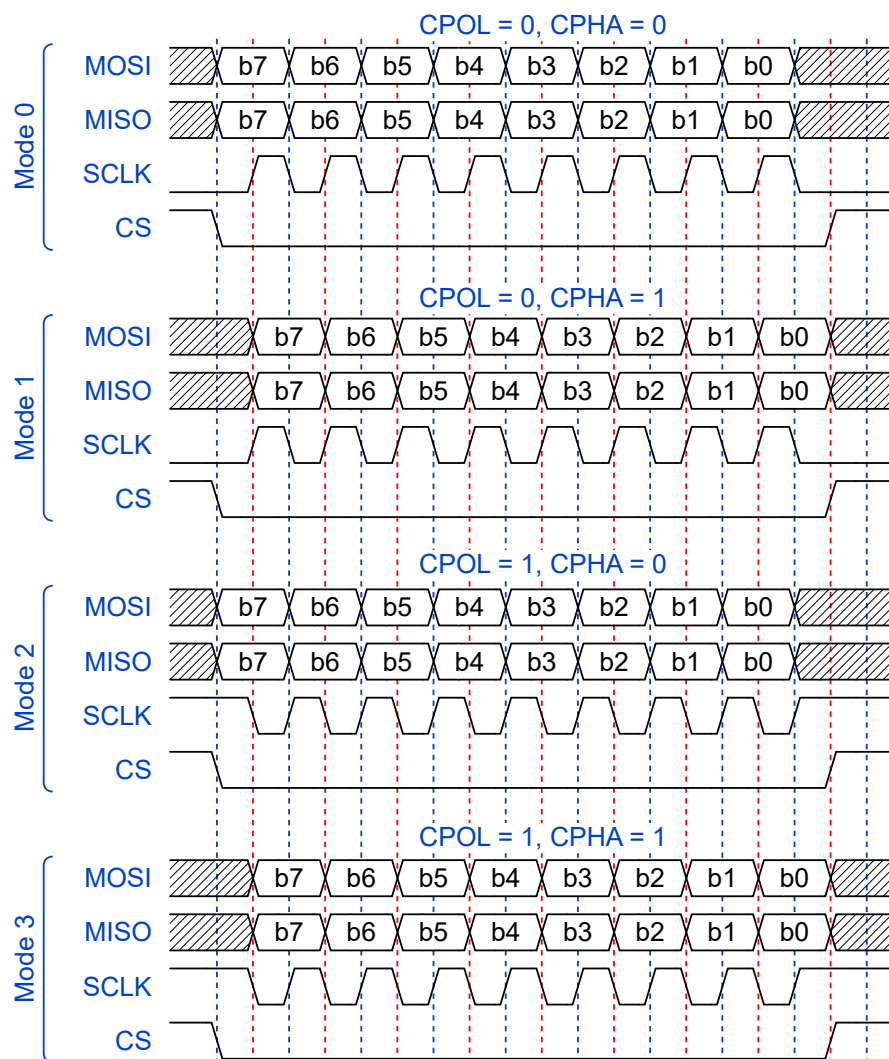 CPOL = 0, CPHA = 0
Mode 0
MOSI b7 b6 b5 b4 b3 b2 b1 b0
MISO b7 b6 b5 b4 b3 b2 b1 b0
SCLK
CS
CPOL = 0, CPHA = 1
Mode 1
MOSI b7 b6 b5 b4 b3 b2 b1 b0
MISO b7 b6 b5 b4 b3 b2 b1 b0
SCLK
CS
CPOL = 1, CPHA = 0
Mode 2
MOSI b7 b6 b5 b4 b3 b2 b1 b0
MISO b7 b6 b5 b4 b3 b2 b1 b0
SCLK
CS
CPOL = 1, CPHA = 1
Mode 3
MOSI b7 b6 b5 b4 b3 b2 b1 b0
MISO b7 b6 b5 b4 b3 b2 b1 b0
SCLK
CS